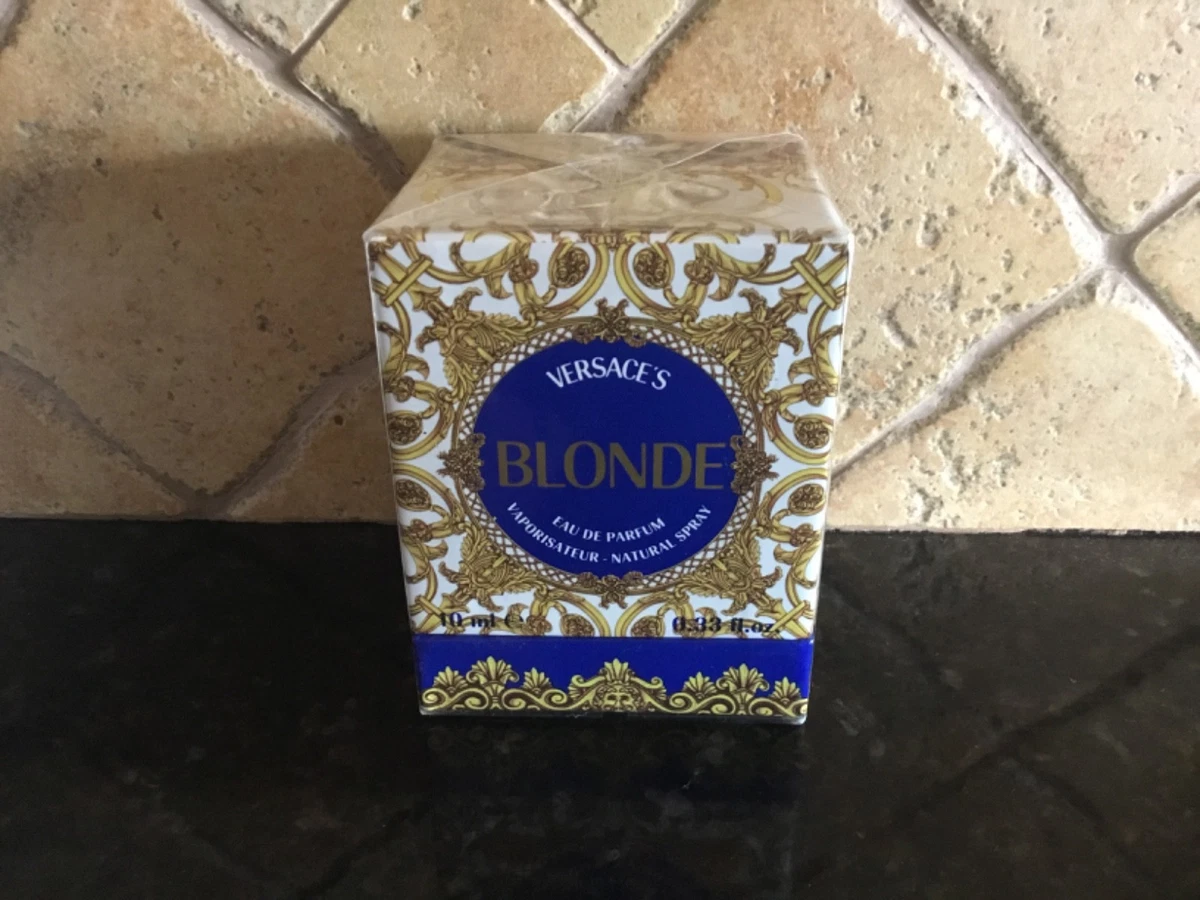 VERSACE'S
BLONDE
EAU DE PARFUM
VAPORISATEUR - NATURAL SPRAY
10 ml ℮ 0.33 fl.oz.